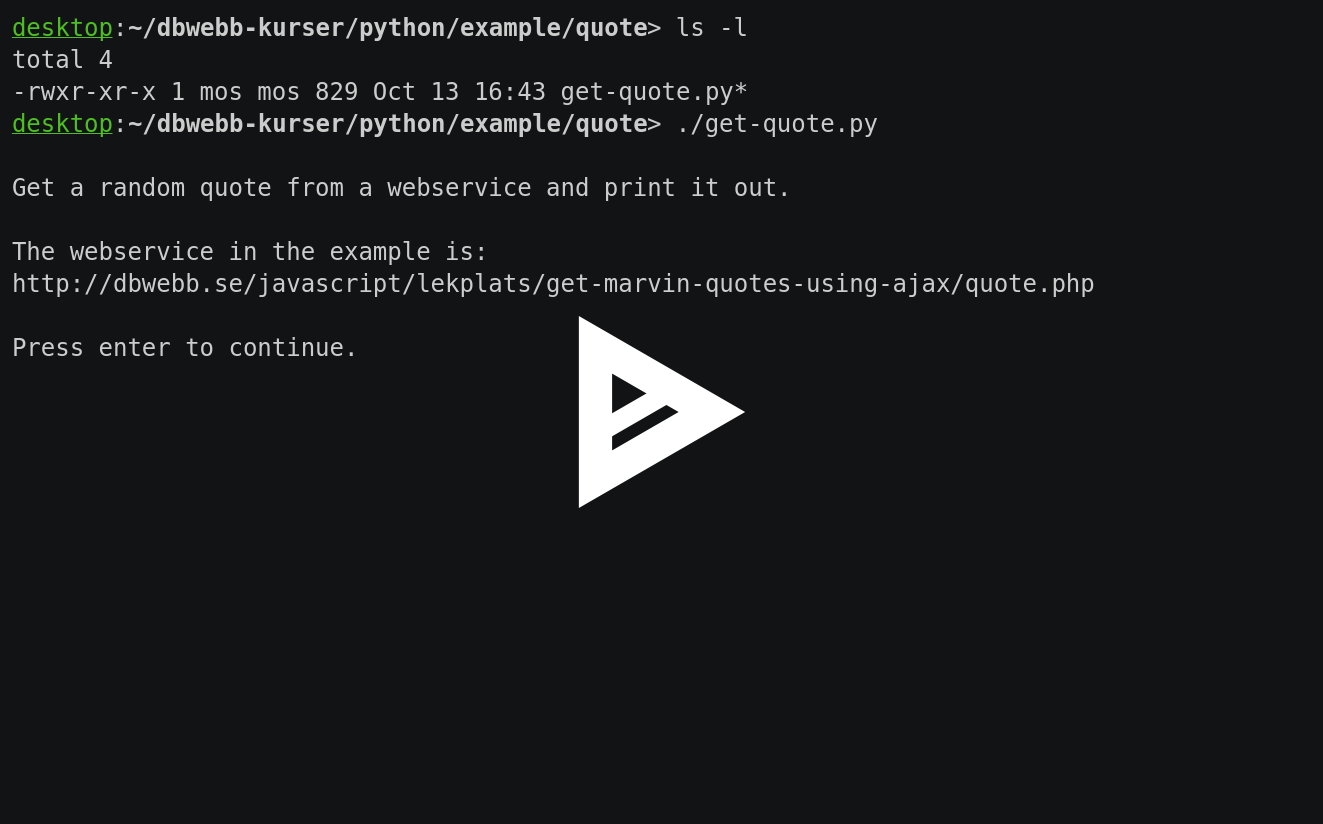 desktop:~/dbwebb-kurser/python/example/quote> ls -l
total 4
-rwxr-xr-x 1 mos mos 829 Oct 13 16:43 get-quote.py*
desktop:~/dbwebb-kurser/python/example/quote> ./get-quote.py
Get a random quote from a webservice and print it out.
The webservice in the example is:
http://dbwebb.se/javascript/lekplats/get-marvin-quotes-using-ajax/quote.php
Press enter to continue.